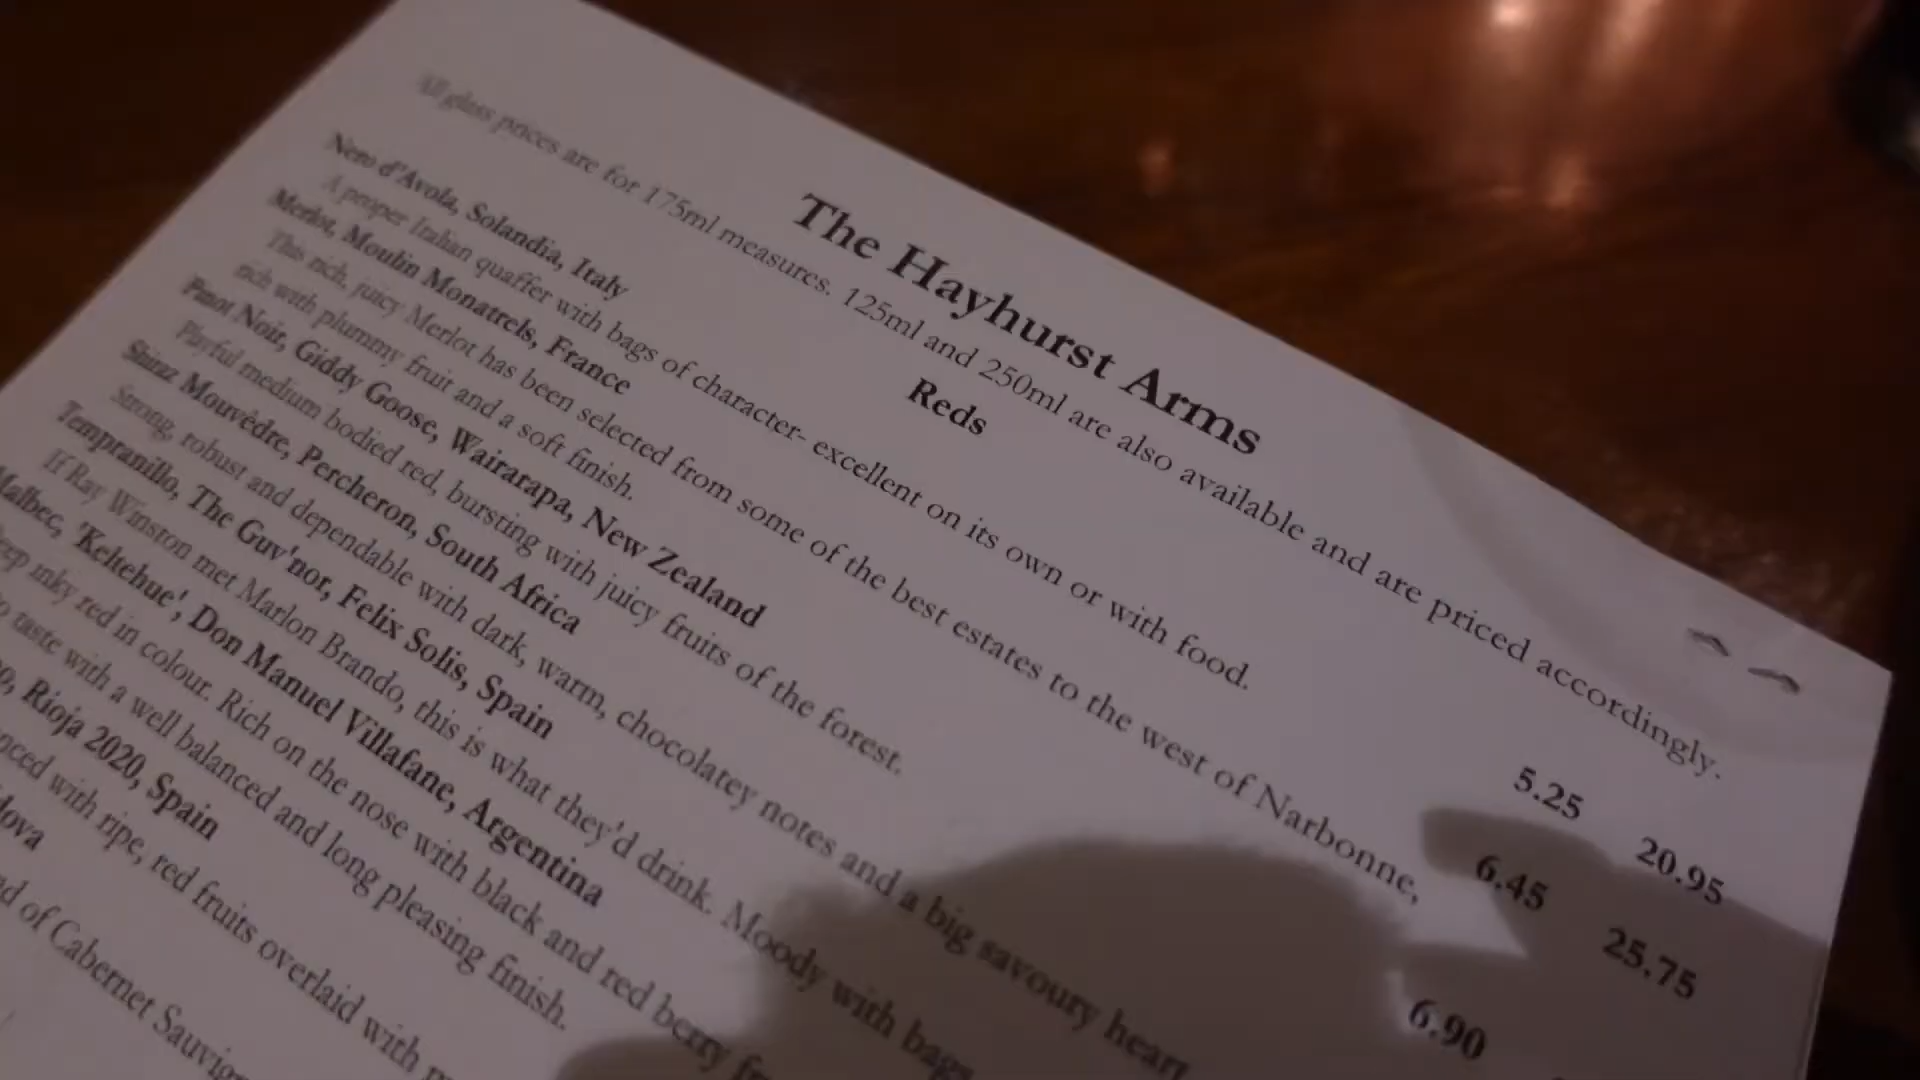 The Hayhurst Arms
All glass prices are for 175ml measures. 125ml and 250ml are also available and are priced accordingly.
Reds
Nero d'Avola, Solandia, Italy 5.25 20.95
A proper Italian quaffer with bags of character- excellent on its own or with food.
Merlot, Moulin Monatrels, France 6.45 25.75
This rich, juicy Merlot has been selected from some of the best estates to the west of Narbonne,
rich with plummy fruit and a soft finish.
Pinot Noir, Giddy Goose, Wairarapa, New Zealand 6.90
Playful medium bodied red, bursting with juicy fruits of the forest.
Shiraz Mouvédre, Percheron, South Africa
Strong, robust and dependable with dark, warm, chocolatey notes and a big savoury heart
Tempranillo, The Guv'nor, Felix Solis, Spain
If Ray Winston met Marlon Brando, this is what they'd drink. Moody with bags
Malbec, 'Kehehue', Don Manuel Villafane, Argentina
inky red in colour. Rich on the nose with black and red berry
taste with a well balanced and long pleasing finish.
Rioja 2020, Spain
with ripe, red fruits overlaid with
of Cabernet